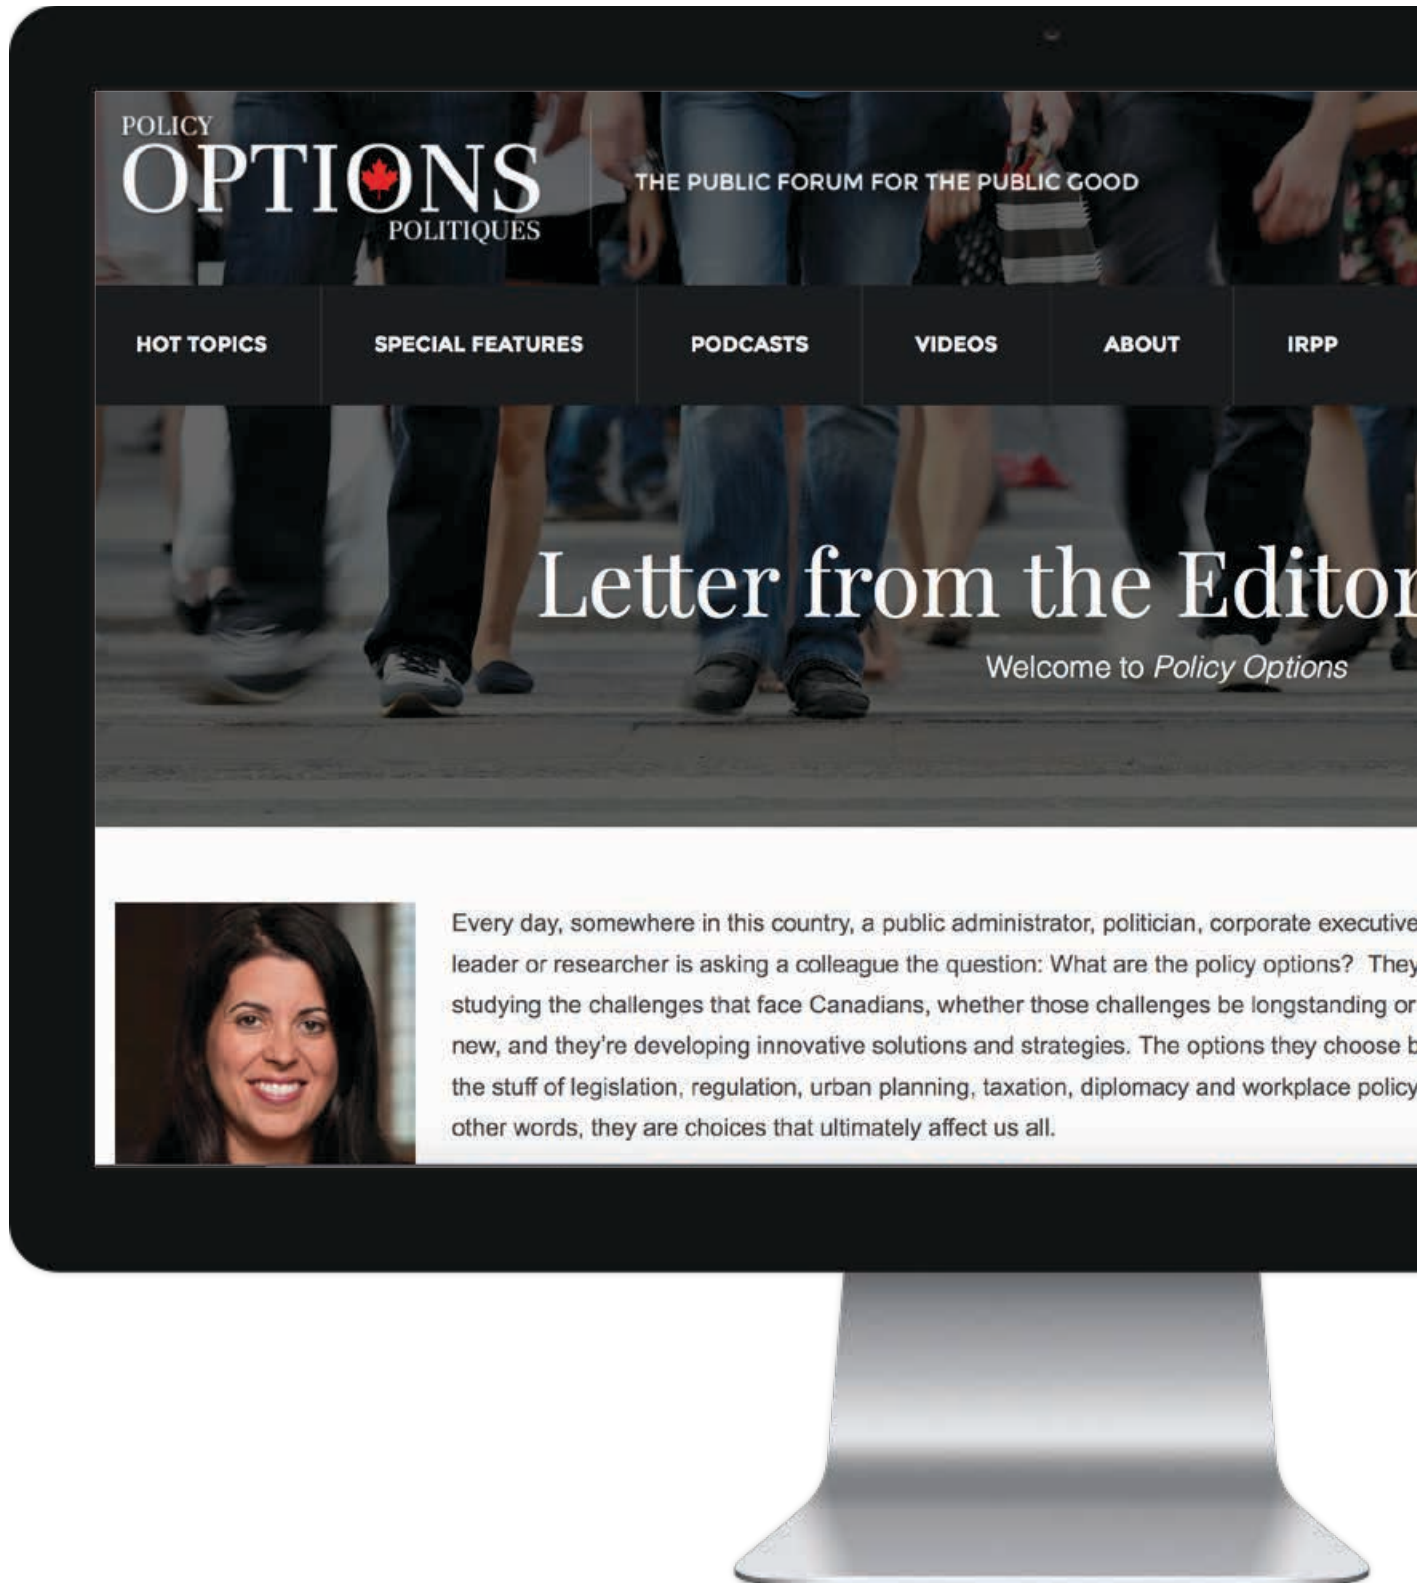 POLICY
OPTIONS
POLITIQUES
THE PUBLIC FORUM FOR THE PUBLIC GOOD
HOT TOPICS
SPECIAL FEATURES
PODCASTS
VIDEOS
ABOUT
IRPP
Letter from the Editor
Welcome to Policy Options
Every day, somewhere in this country, a public administrator, politician, corporate executive
leader or researcher is asking a colleague the question: What are the policy options? They
studying the challenges that face Canadians, whether those challenges be longstanding or
new, and they're developing innovative solutions and strategies. The options they choose
the stuff of legislation, regulation, urban planning, taxation, diplomacy and workplace policy
other words, they are choices that ultimately affect us all.